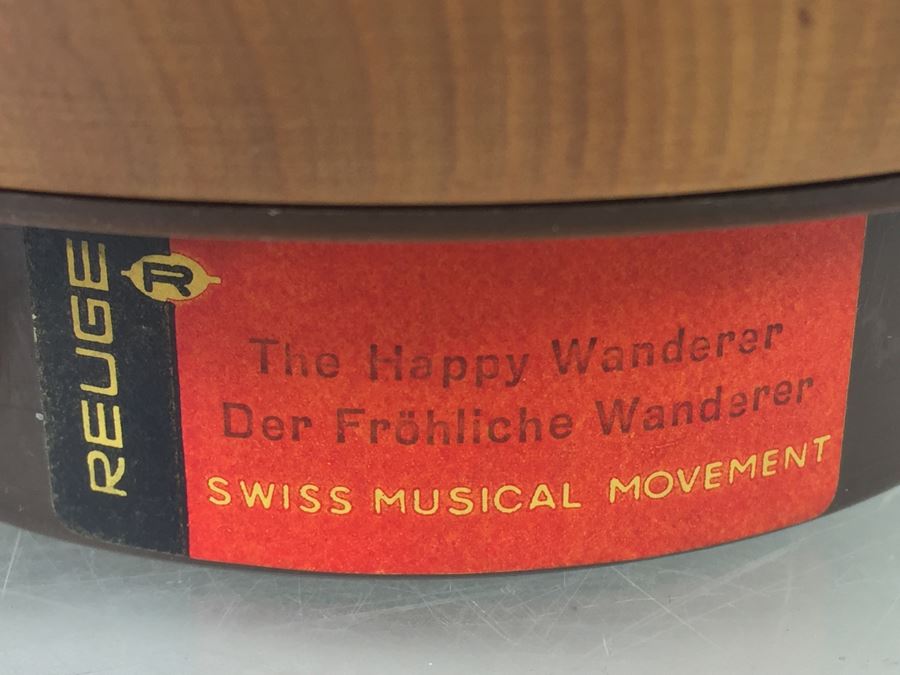 REUGE
R
The Happy Wanderer
Der Fröhliche Wanderer
SWISS MUSICAL MOVEMENT